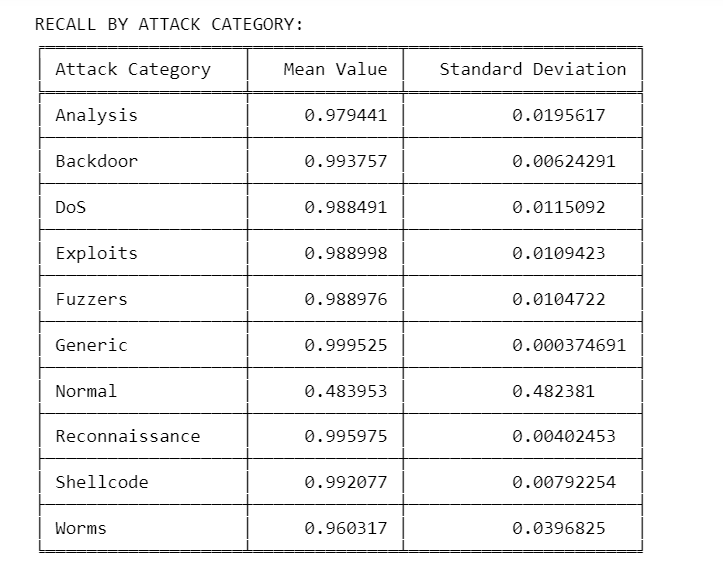 RECALL BY ATTACK CATEGORY:
Attack Category Mean Value Standard Deviation
Analysis 0.979441 0.0195617
Backdoor 0.993757 0.00624291
DoS 0.988491 0.0115092
Exploits 0.988998 0.0109423
Fuzzers 0.988976 0.0104722
Generic 0.999525 0.000374691
Normal 0.483953 0.482381
Reconnaissance 0.995975 0.00402453
Shellcode 0.992077 0.00792254
Worms 0.960317 0.0396825